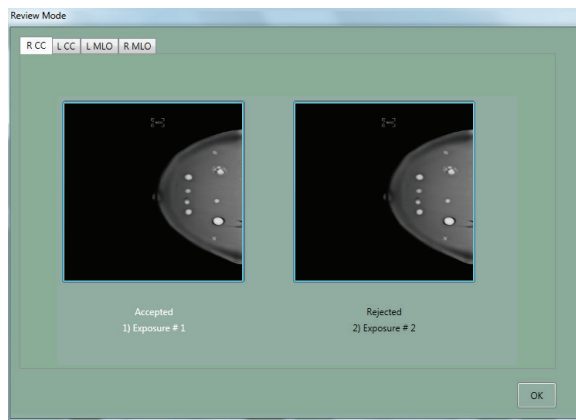 Review Mode
R CC L CC L MLO R MLO
Accepted
1) Exposure # 1
Rejected
2) Exposure # 2
OK